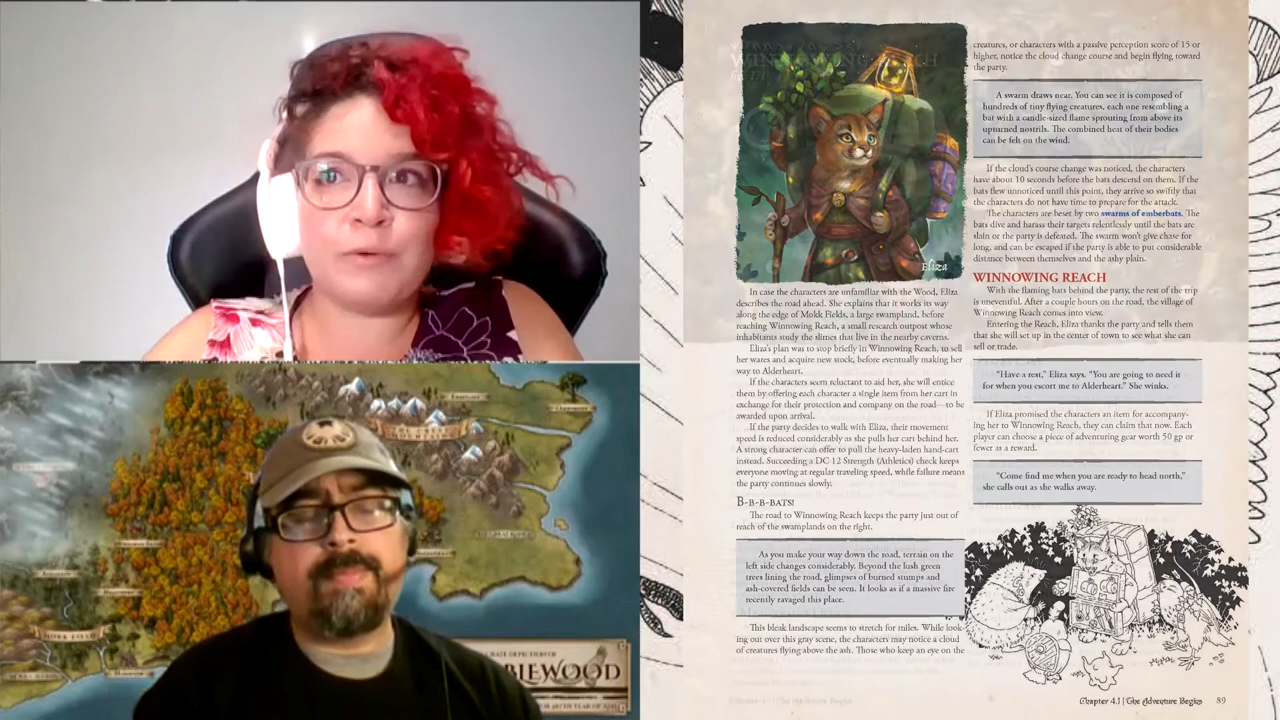 THE GREAT
MOKK FIELDS
BLEWOOD
Eliza
In case the characters are unfamiliar with the Wood, Eliza
describes the road ahead. She explains that it works its way
along the edge of Mokk Fields, a large swampland, before
reaching Winnowing Reach, a small research outpost whose
inhabitants study the slimes that live in the nearby caverns.
Eliza's plan was to stop briefly in Winnowing Reach, to sell
her wares and acquire new stock, before eventually making her
way to Alderheart.
If the characters seem reluctant to aid her, she will entice
them by offering each character a single item from her cart in
exchange for their protection and company on the road—to be
awarded upon arrival.
If the party decides to walk with Eliza, their movement
speed is reduced considerably as she pulls her cart behind her.
A strong character can offer to pull the heavy-laden hand-cart
instead. Succeeding a DC 12 Strength (Athletics) check keeps
everyone moving at regular traveling speed, while failure means
the party continues slowly.
B-B-B-BATS!
The road to Winnowing Reach keeps the party just out of
reach of the swamplands on the right.
As you make your way down the road, terrain on the
left side changes considerably. Beyond the lush green
trees lining the road, glimpses of burned stumps and
ash-covered fields can be seen. It looks as if a massive fire
recently ravaged this place.
This bleak landscape seems to stretch for miles. While look-
ing out over this gray scene, the characters may notice a cloud
of creatures flying above the ash. Those who keep an eye on the
creatures, or characters with a passive perception score of 15 or
higher, notice the cloud change course and begin flying toward
the party.
A swarm draws near. You can see it is composed of
hundreds of tiny flying creatures, each one resembling a
bat with a candle-sized flame sprouting from above its
upturned nostrils. The combined heat of their bodies
can be felt on the wind.
If the cloud's course change was noticed, the characters
have about 10 seconds before the bats descend on them. If the
bats flew unnoticed until this point, they arrive so swiftly that
the characters do not have time to prepare for the attack.
The characters are beset by two swarms of emberbats. The
bats dive and harass their targets relentlessly until the bats are
slain or the party is defeated. The swarm won't give chase for
long, and can be escaped if the party is able to put considerable
distance between themselves and the ashy plain.
WINNOWING REACH
With the flaming bats behind the party, the rest of the trip
is uneventful. After a couple hours on the road, the village of
Winnowing Reach comes into view.
Entering the Reach, Eliza thanks the party and tells them
that she will set up in the center of town to see what she can
sell or trade.
"Have a rest," Eliza says. "You are going to need it
for when you escort me to Alderheart." She winks.
If Eliza promised the characters an item for accompany-
ing her to Winnowing Reach, they can claim that now. Each
player can choose a piece of adventuring gear worth 50 gp or
fewer as a reward.
"Come find me when you are ready to head north,"
she calls out as she walks away.
Chapter 4.1 | The Adventure Begins 89